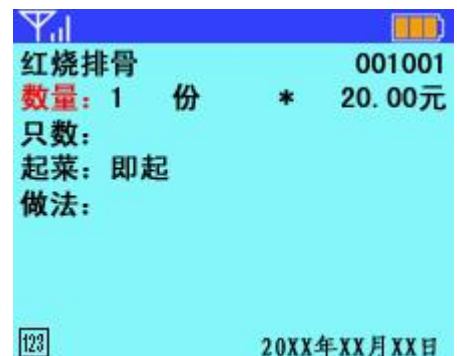 红烧排骨 001001
数量：1 份 * 20.00元
只数：
起菜：即起
做法：
123 20XX年XX月XX日